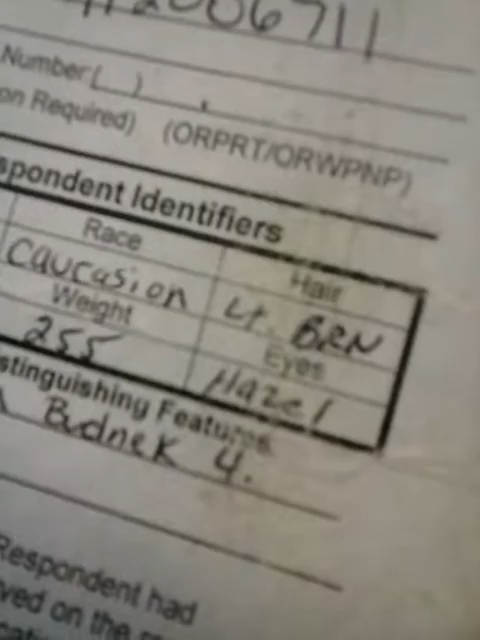 2006711
Number ( ) ,
on Required) (ORPRT/ORWPNP)
spondent Identifiers
Race Hair
Caucasion Lt. BRN
Weight Eyes
255 Hazel
stinguishing Features
Budnek 4.
Respondent had
ved on the